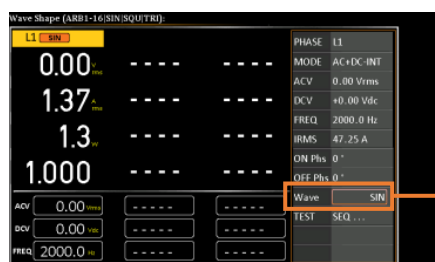 Wave Shape (ARB1-16|SIN|SQU|TRI):
L1 SIN
0.00 V rms
- - - -
- - - -
1.37 A rms
- - - -
- - - -
1.3 W
- - - -
- - - -
1.000
- - - -
- - - -
ACV 0.00 Vrms
- - - - -
- - - - -
DCV 0.00 Vdc
- - - - -
- - - - -
FREQ 2000.0 Hz
- - - - -
- - - - -
PHASE L1
MODE AC+DC-INT
ACV 0.00 Vrms
DCV +0.00 Vdc
FREQ 2000.0 Hz
IRMS 47.25 A
ON Phs 0 °
OFF Phs 0 °
Wave SIN
TEST SEQ ...